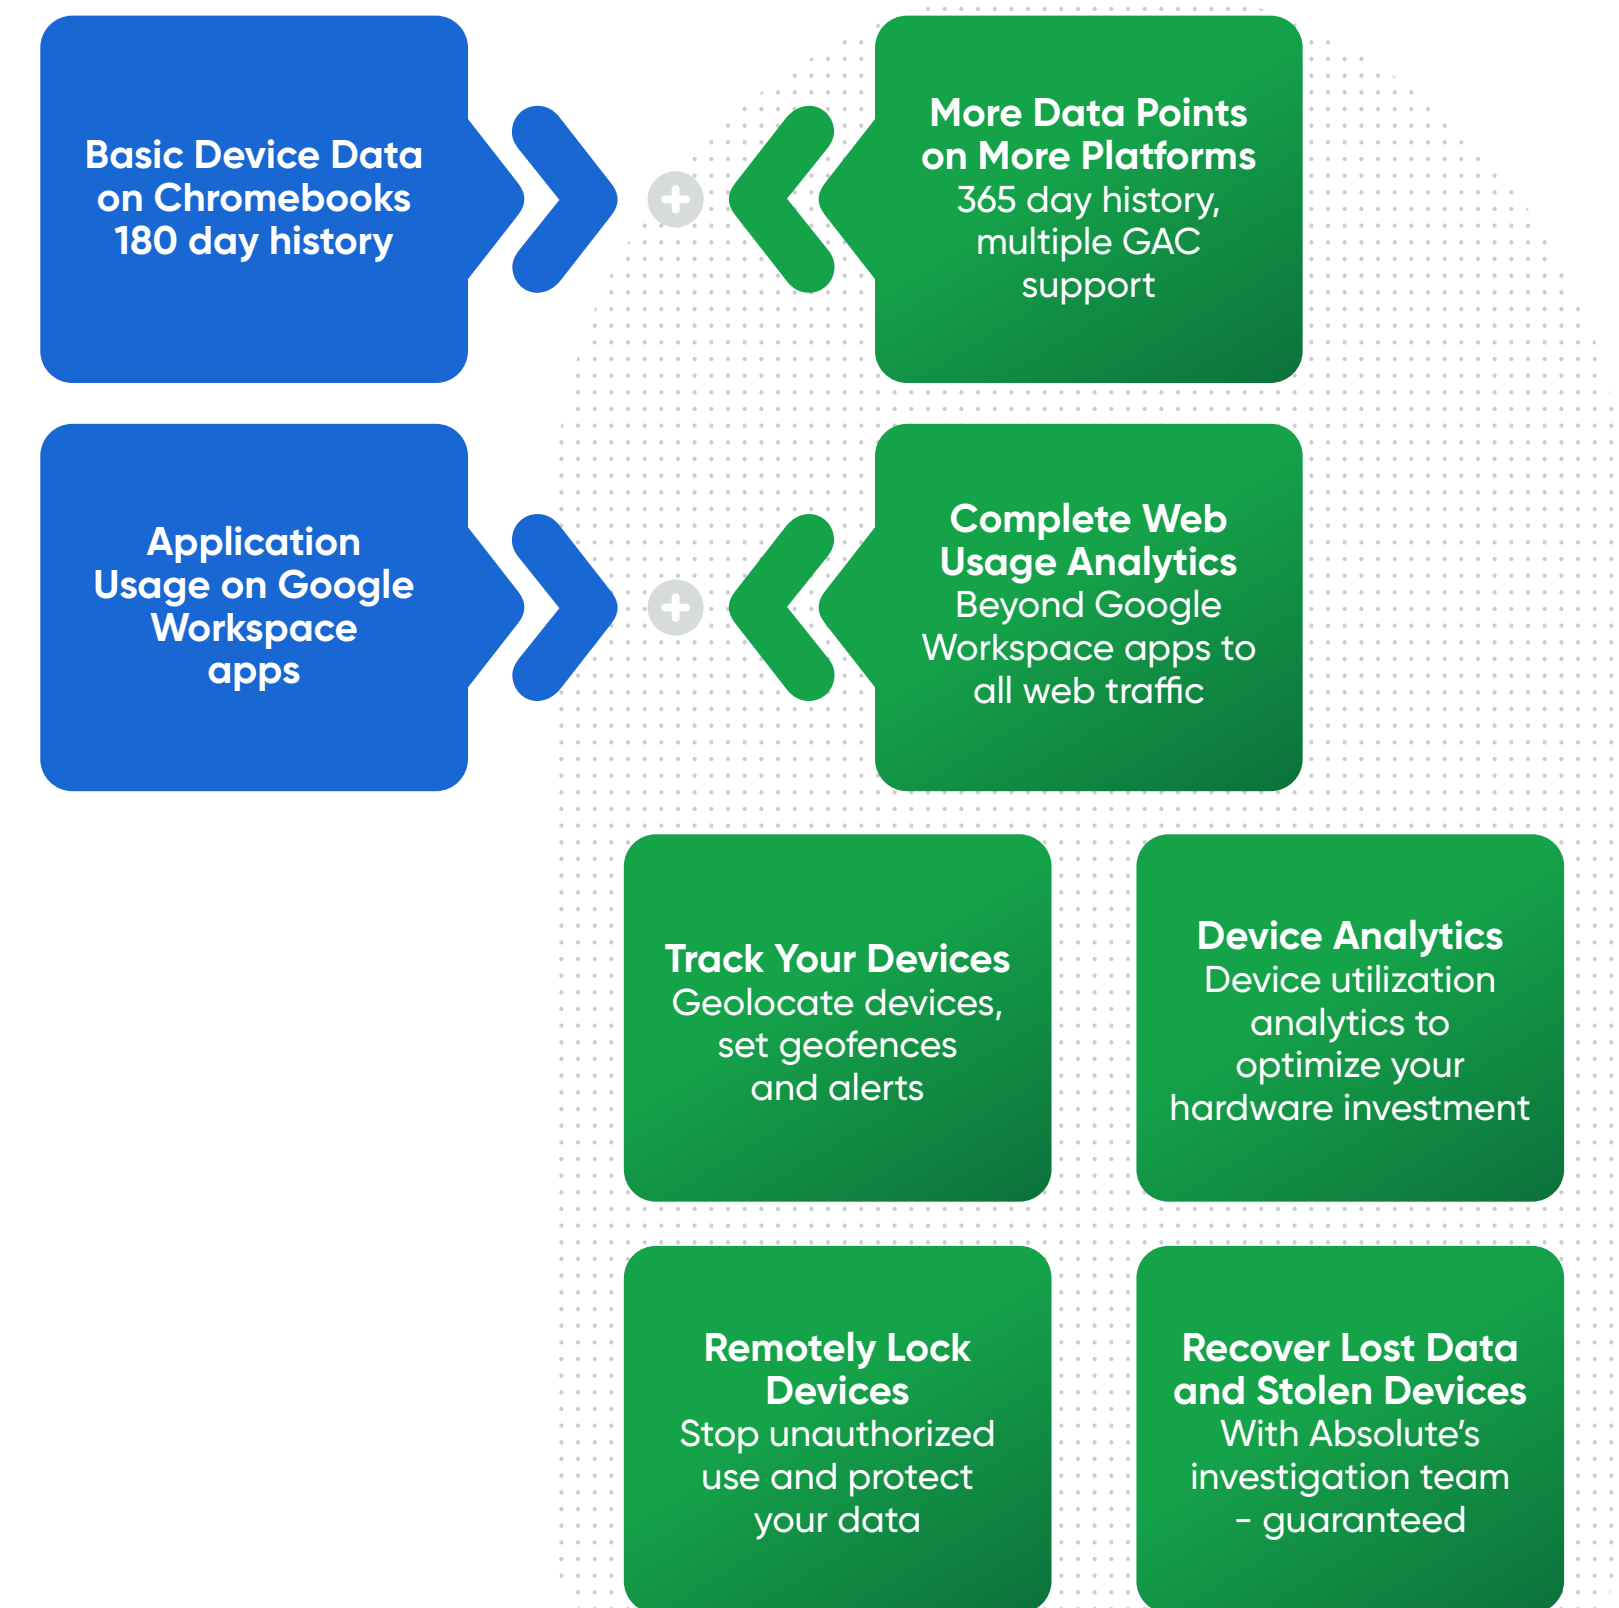 Basic Device Data
on Chromebooks
180 day history
More Data Points
on More Platforms
365 day history,
multiple GAC
support
Application
Usage on Google
Workspace
apps
Complete Web
Usage Analytics
Beyond Google
Workspace apps to
all web traffic
Track Your Devices
Geolocate devices,
set geofences
and alerts
Device Analytics
Device utilization
analytics to
optimize your
hardware investment
Remotely Lock
Devices
Stop unauthorized
use and protect
your data
Recover Lost Data
and Stolen Devices
With Absolute’s
investigation team
- guaranteed